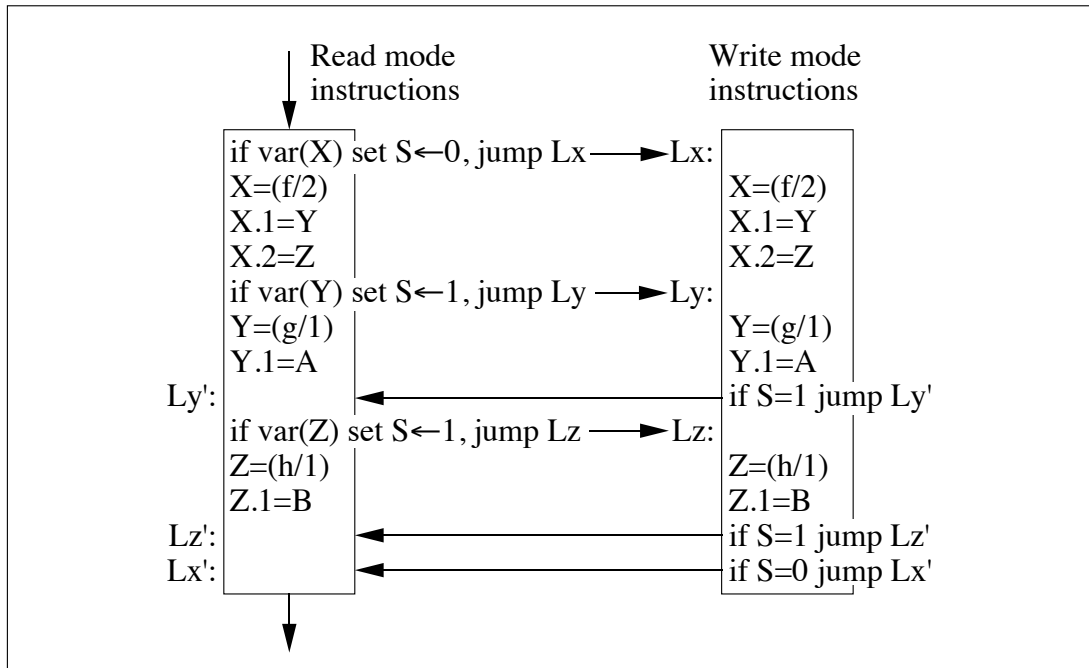 Read mode
instructions
Write mode
instructions
if var(X) set S←0, jump Lx
Lx:
X=(f/2)
X=(f/2)
X.1=Y
X.1=Y
X.2=Z
X.2=Z
if var(Y) set S←1, jump Ly
Ly:
Y=(g/1)
Y=(g/1)
Y.1=A
Y.1=A
Ly':
if S=1 jump Ly'
if var(Z) set S←1, jump Lz
Lz:
Z=(h/1)
Z=(h/1)
Z.1=B
Z.1=B
Lz':
if S=1 jump Lz'
Lx':
if S=0 jump Lx'